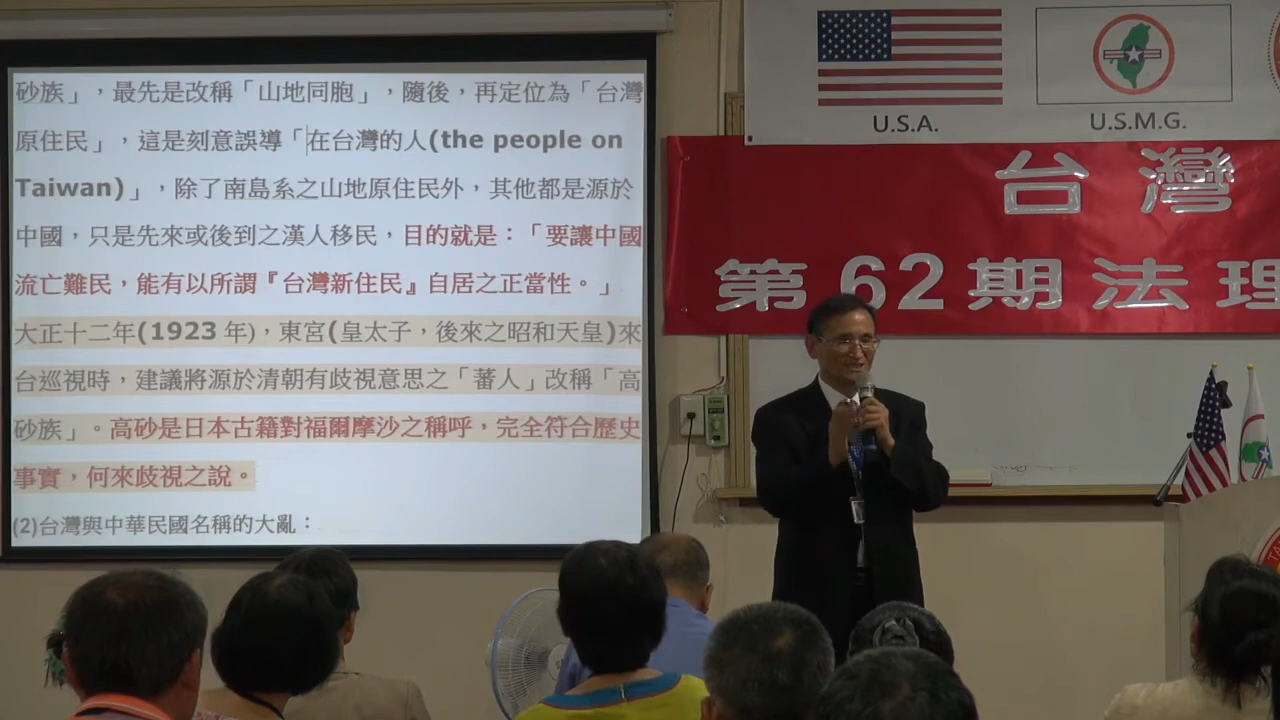 砂族」，最先是改稱「山地同胞」，隨後，再定位為「台灣
原住民」，這是刻意誤導「在台灣的人(the people on
Taiwan)」，除了南島系之山地原住民外，其他都是源於
中國，只是先來或後到之漢人移民，目的就是：「要讓中國
流亡難民，能有以所謂『台灣新住民』自居之正當性。」
大正十二年(1923 年)，東宮(皇太子，後來之昭和天皇)來
台巡視時，建議將源於清朝有歧視意思之「蕃人」改稱「高
砂族」。高砂是日本古籍對福爾摩沙之稱呼，完全符合歷史
事實，何來歧視之說。
(2)台灣與中華民國名稱的大亂：
U.S.A.
U.S.M.G.
台灣
第62期法理